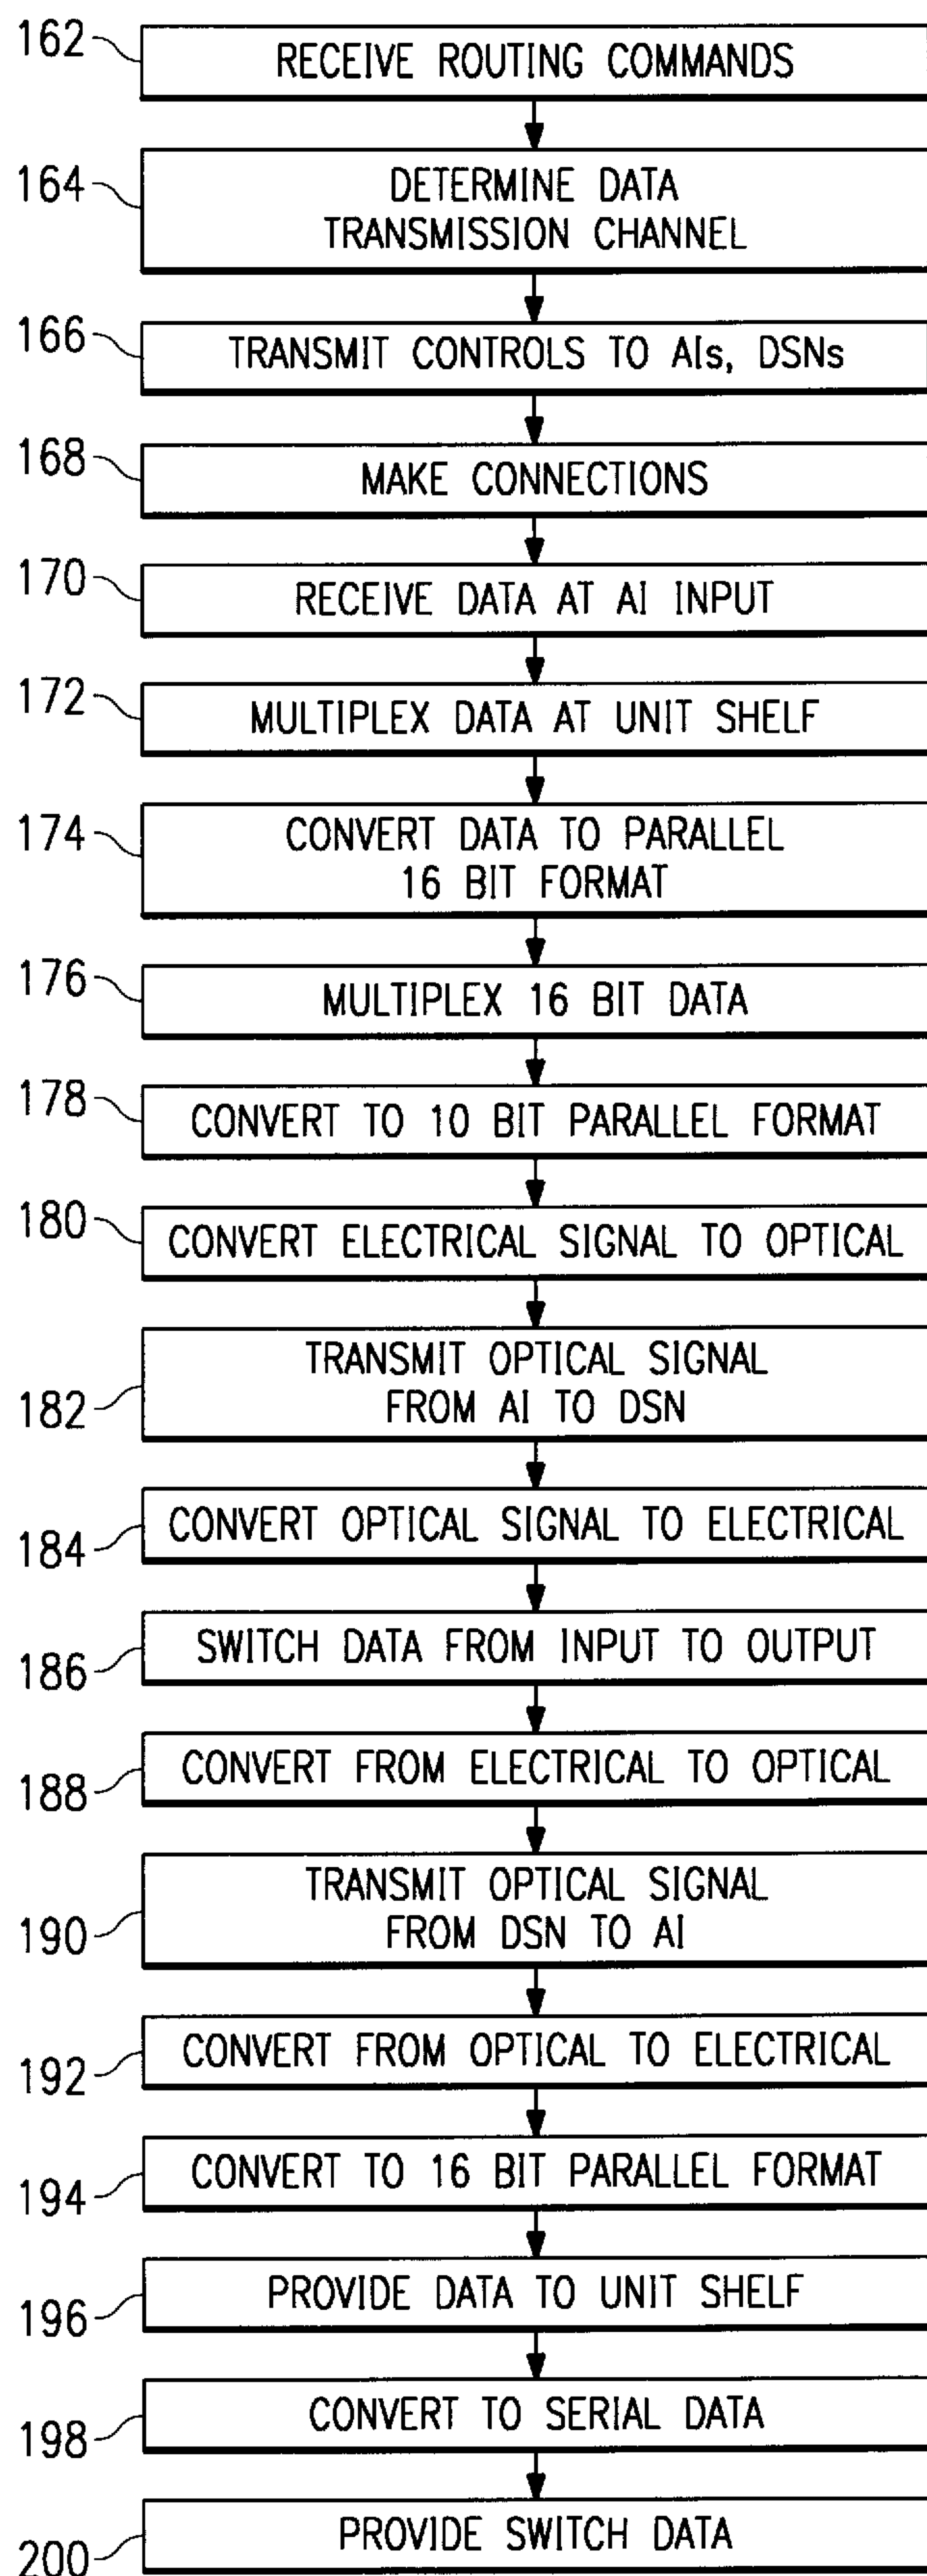 162
RECEIVE ROUTING COMMANDS
164
DETERMINE DATA
TRANSMISSION CHANNEL
166
TRANSMIT CONTROLS TO AIs, DSNs
168
MAKE CONNECTIONS
170
RECEIVE DATA AT AI INPUT
172
MULTIPLEX DATA AT UNIT SHELF
174
CONVERT DATA TO PARALLEL
16 BIT FORMAT
176
MULTIPLEX 16 BIT DATA
178
CONVERT TO 10 BIT PARALLEL FORMAT
180
CONVERT ELECTRICAL SIGNAL TO OPTICAL
182
TRANSMIT OPTICAL SIGNAL
FROM AI TO DSN
184
CONVERT OPTICAL SIGNAL TO ELECTRICAL
186
SWITCH DATA FROM INPUT TO OUTPUT
188
CONVERT FROM ELECTRICAL TO OPTICAL
190
TRANSMIT OPTICAL SIGNAL
FROM DSN TO AI
192
CONVERT FROM OPTICAL TO ELECTRICAL
194
CONVERT TO 16 BIT PARALLEL FORMAT
196
PROVIDE DATA TO UNIT SHELF
198
CONVERT TO SERIAL DATA
200
PROVIDE SWITCH DATA